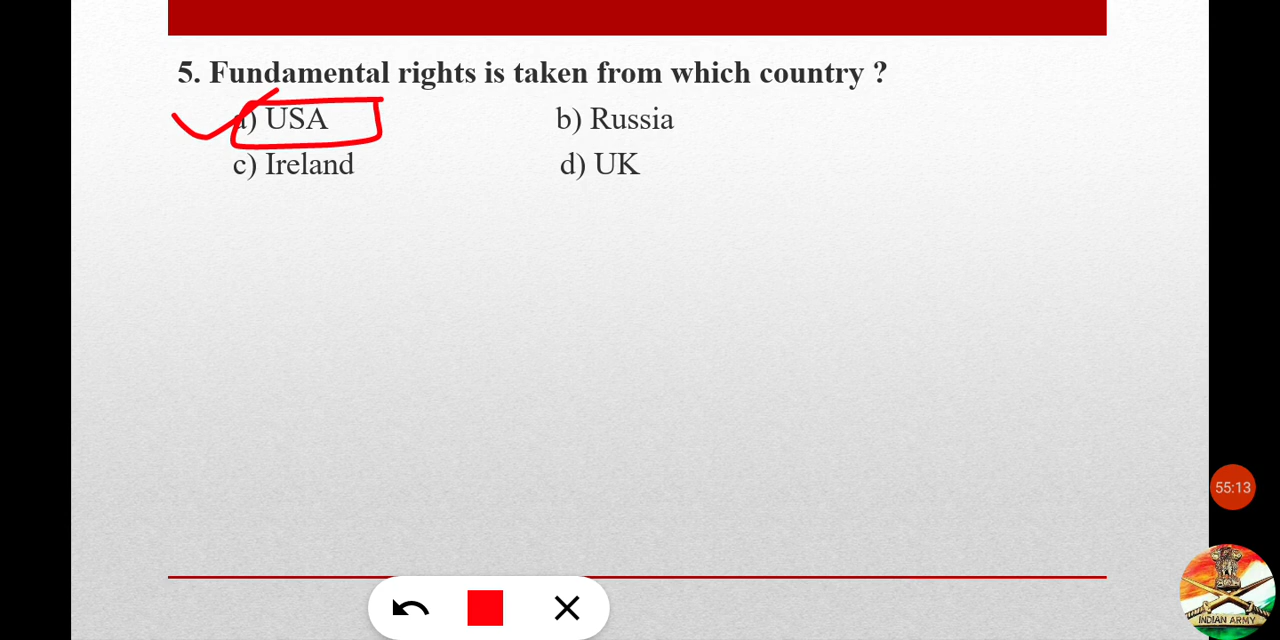 5. Fundamental rights is taken from which country ?
a) USA b) Russia
c) Ireland d) UK
55:13
INDIAN ARMY